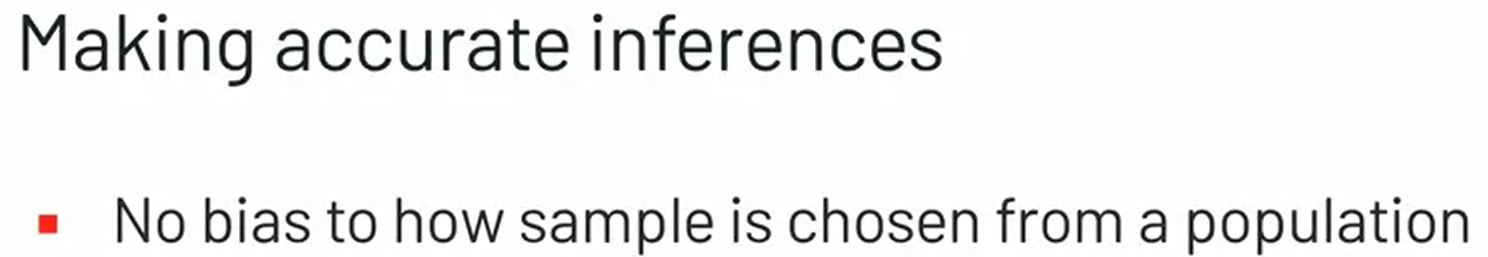 Making accurate inferences
No bias to how sample is chosen from a population